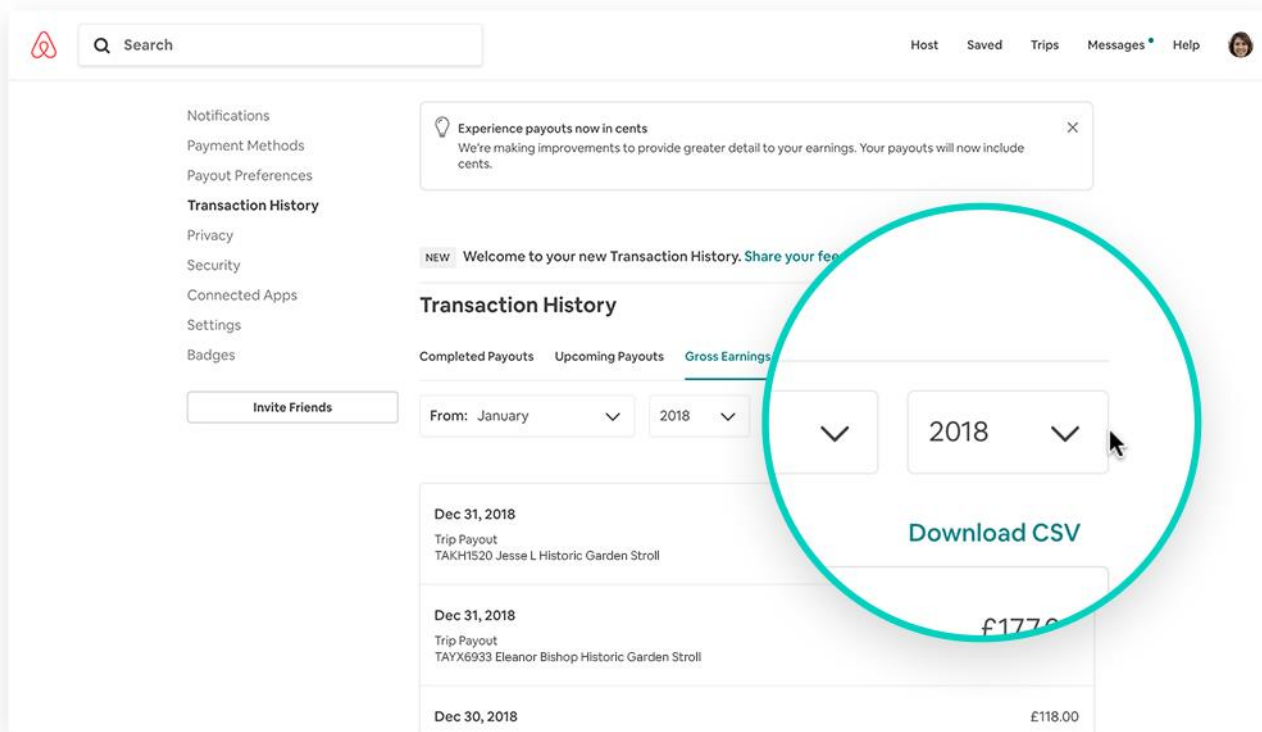 Search
Host Saved Trips Messages Help
Notifications
Payment Methods
Payout Preferences
Transaction History
Privacy
Security
Connected Apps
Settings
Badges
Invite Friends
Experience payouts now in cents
We're making improvements to provide greater detail to your earnings. Your payouts will now include
cents.
NEW Welcome to your new Transaction History. Share your
Transaction History
Completed Payouts Upcoming Payouts Gross Earnings
From: January 2018
2018
Download CSV
Dec 31, 2018
Trip Payout
TAKH1520 Jesse L Historic Garden Stroll
Dec 31, 2018
Trip Payout
TAYX6933 Eleanor Bishop Historic Garden Stroll
£177
Dec 30, 2018 £118.00